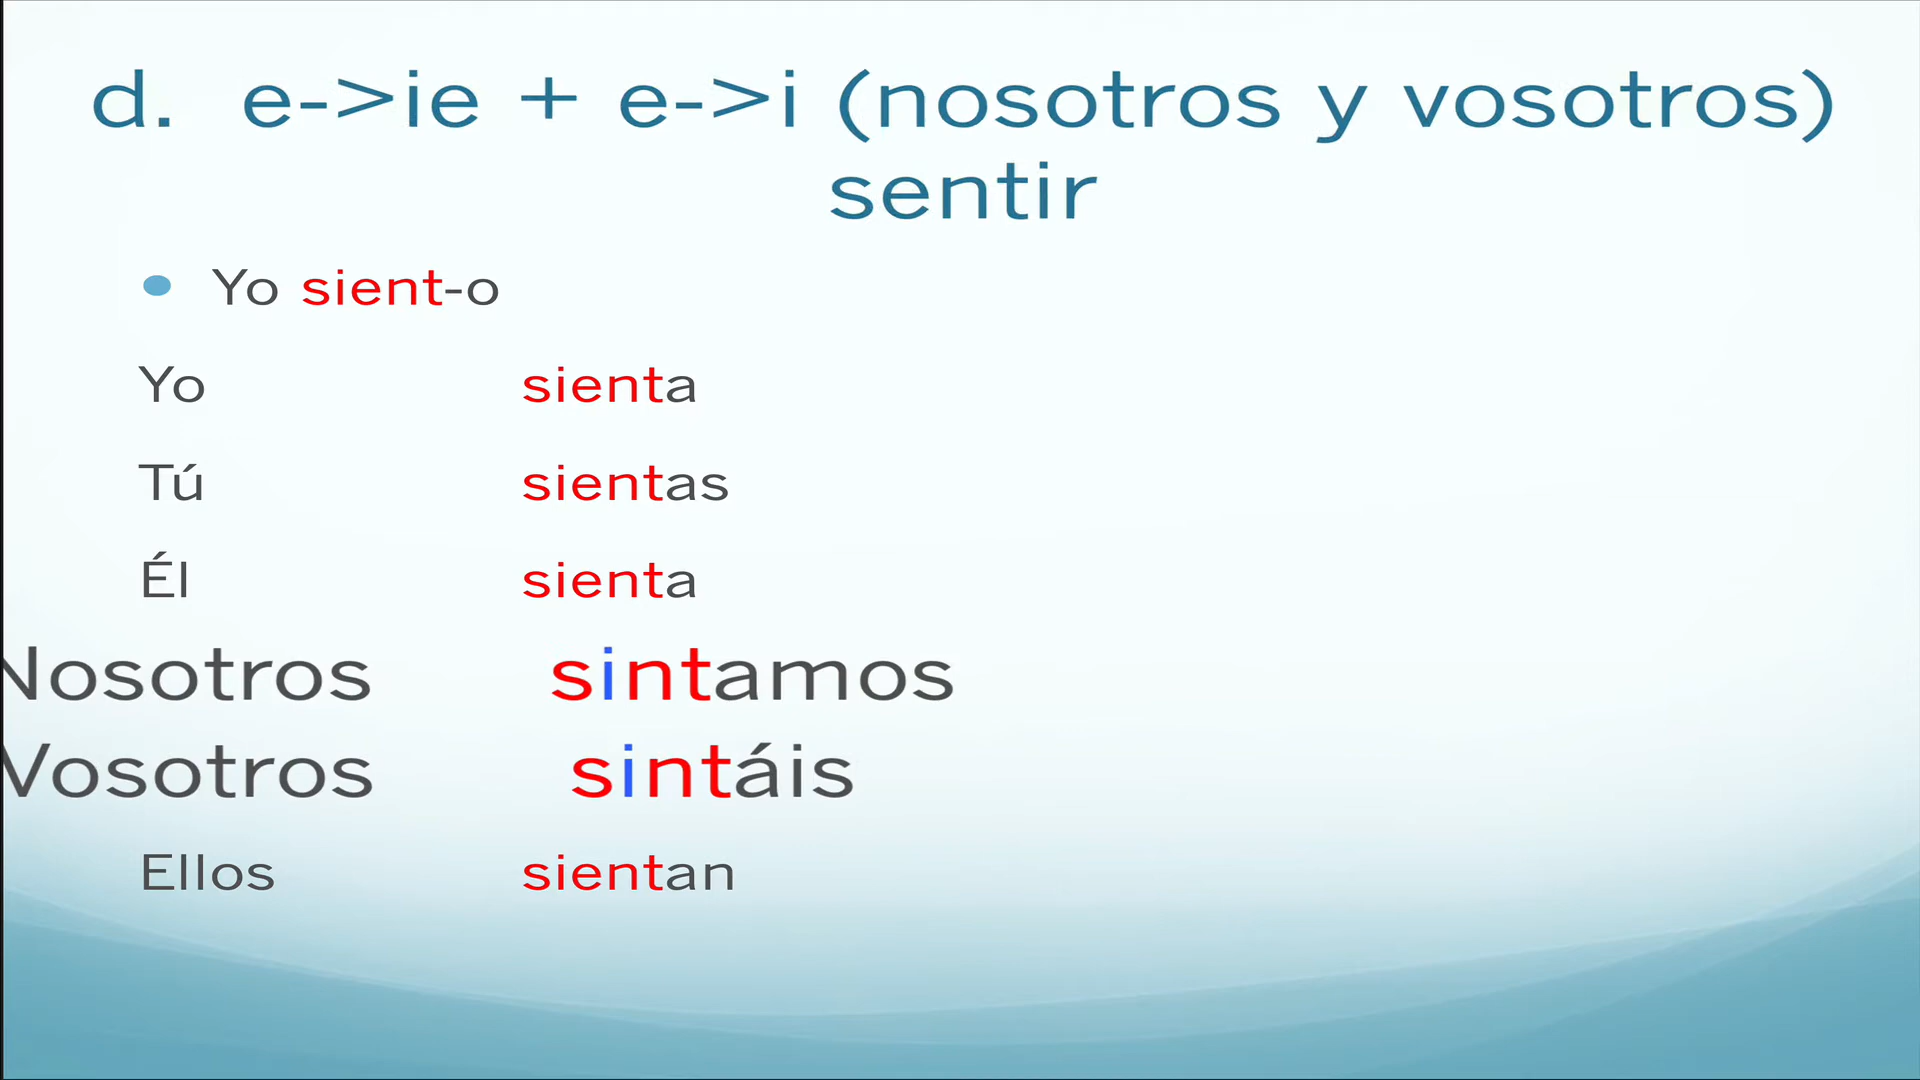 d. e->ie + e->i (nosotros y vosotros)
sentir
• Yo sient-o
Yo sienta
Tú sientas
Él sienta
Nosotros sintamos
Vosotros sintáis
Ellos sientan